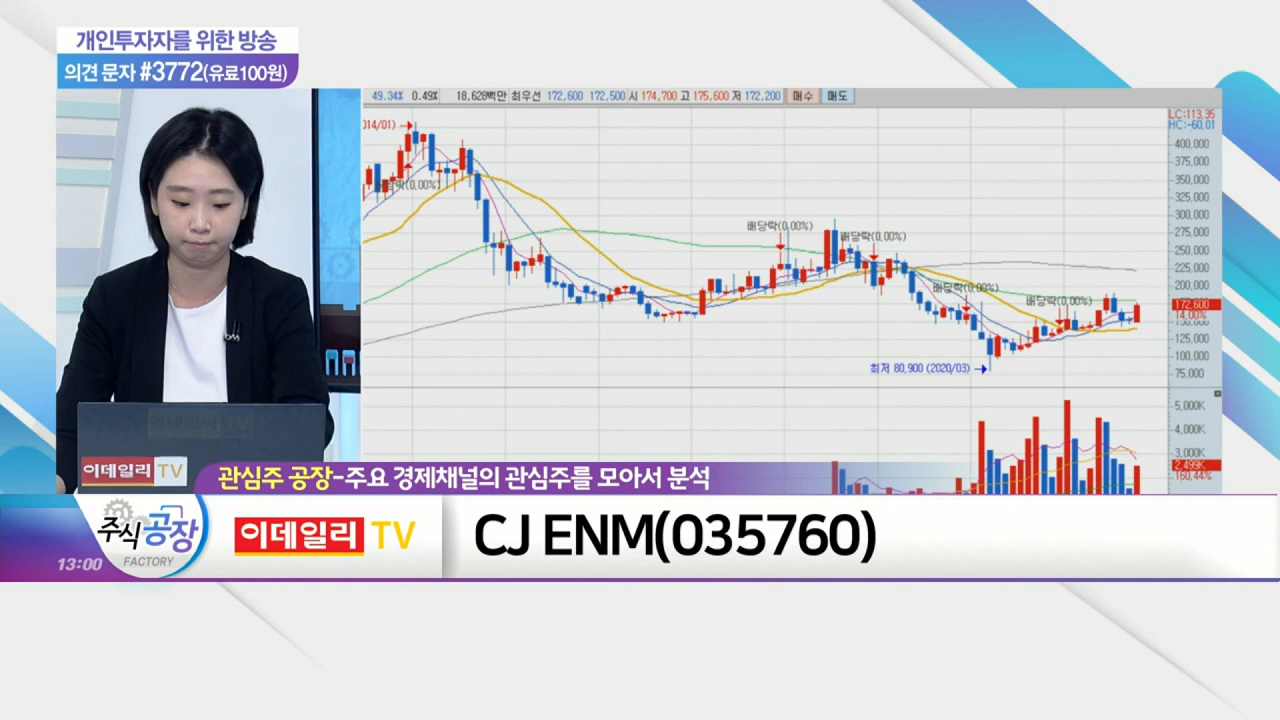 개인투자자를 위한 방송
의견 문자 #3772(유료100원)
49.34% 0.49% 18,628백만 최우선 172,600 172,500 시 174,700 고 175,600 저 172,200 매수 매도
014/01)
LC:113.35
HC:-60.01
배당락(0.00%)
배당락(0.00%)
배당락(0.00%)
배당락(0.00%)
최저 80,900 (2020/03)
400,000
375,000
350,000
325,000
300,000
275,000
250,000
225,000
200,000
172,600
14.00%
150,000
125,000
100,000
75,000
5,000K
4,000K
3,000K
2,499K
160.44%
이데일리 TV
관심주 공장-주요 경제채널의 관심주를 모아서 분석
주식공장
FACTORY
13:00
이데일리 TV
CJ ENM(035760)